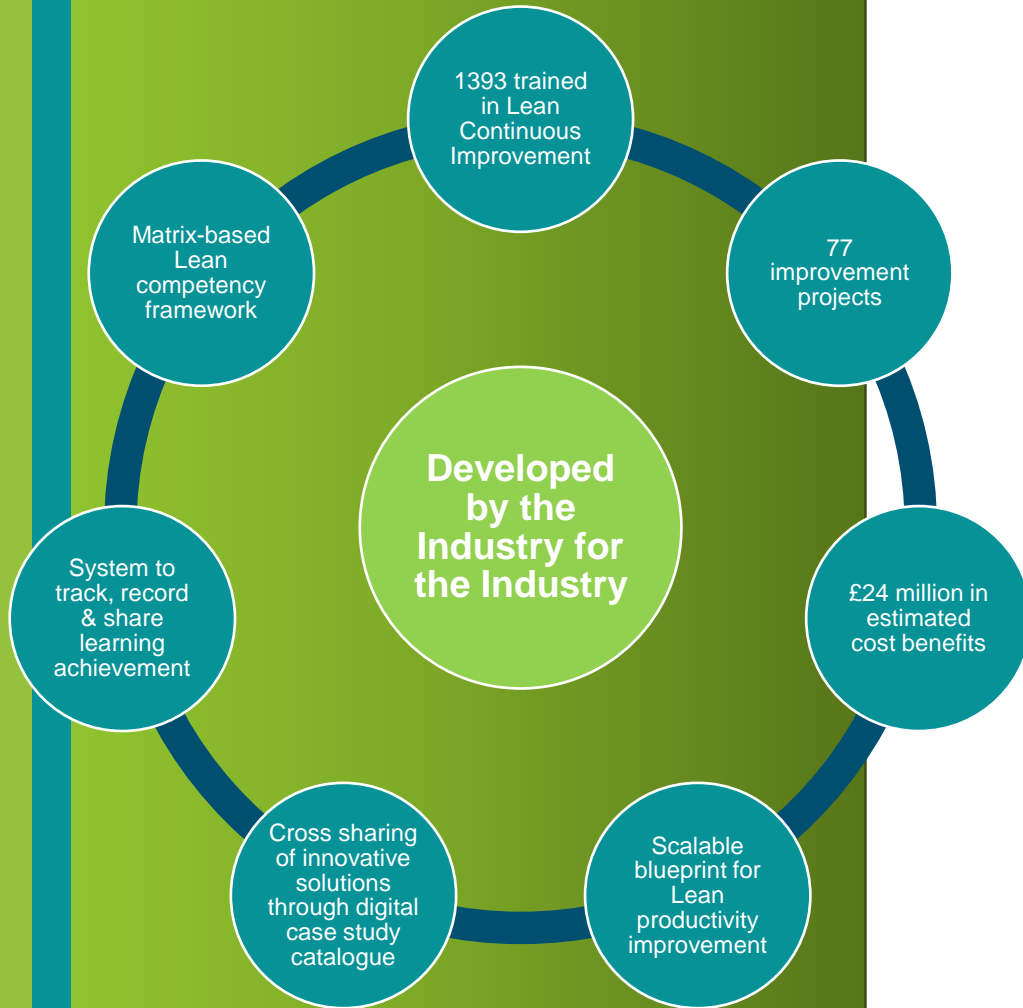 1393 trained
in Lean
Continuous
Improvement
77
improvement
projects
£24 million in
estimated
cost benefits
Scalable
blueprint for
Lean
productivity
improvement
Cross sharing
of innovative
solutions
through digital
case study
catalogue
System to
track, record
& share
learning
achievement
Matrix-based
Lean
competency
framework
Developed
by the
Industry for
the Industry